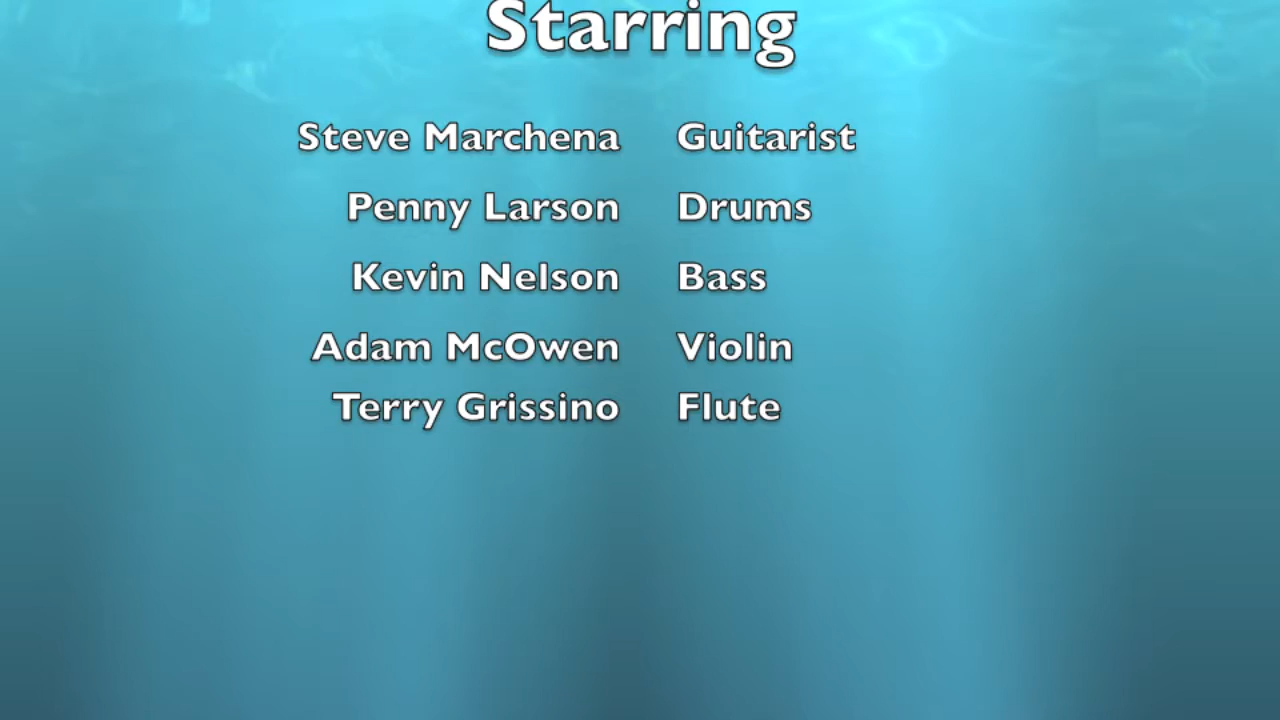 Starring
Steve Marchena Guitarist
Penny Larson Drums
Kevin Nelson Bass
Adam McOwen Violin
Terry Grissino Flute